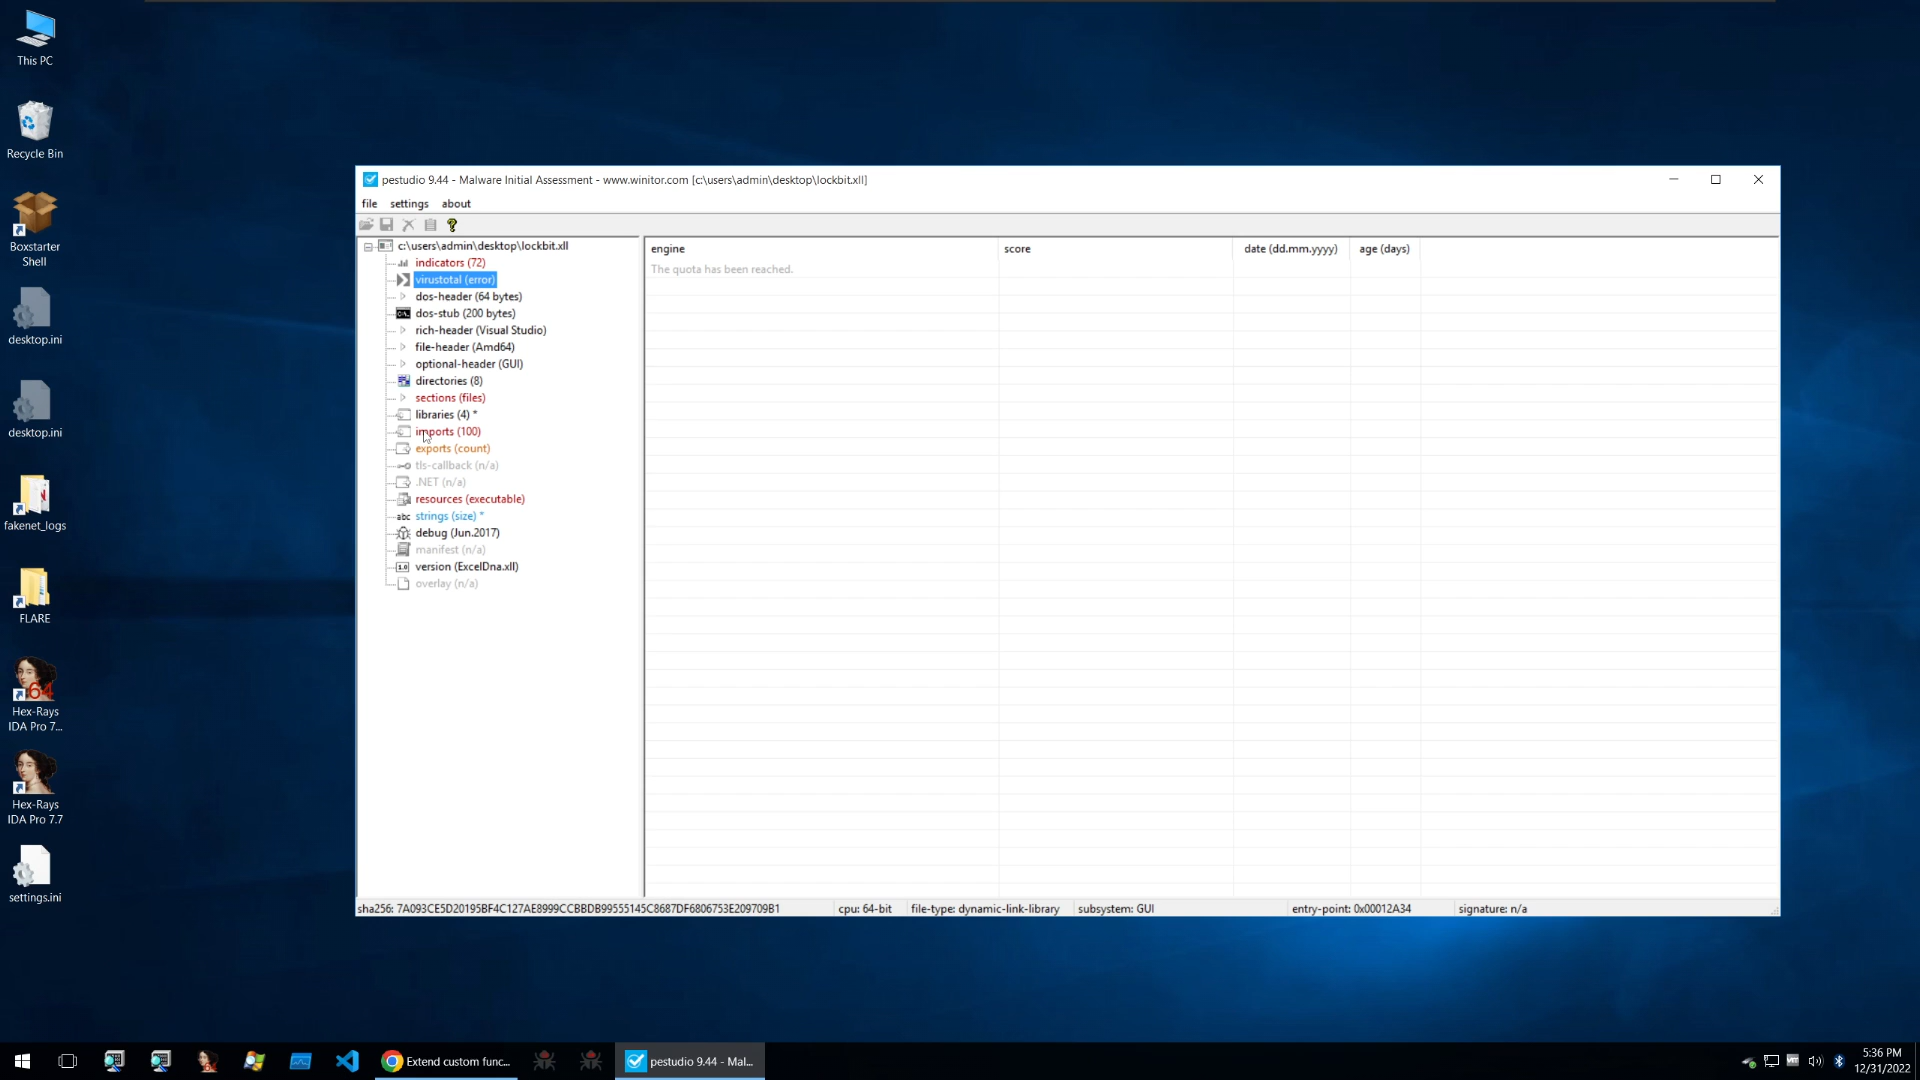 This PC
Recycle Bin
Boxstarter
Shell
desktop.ini
desktop.ini
fakenet_logs
FLARE
64
Hex-Rays
IDA Pro 7...
Hex-Rays
IDA Pro 7.7
settings.ini
pestudio 9.44 - Malware Initial Assessment - www.winitor.com [c:\users\admin\desktop\lockbit.xll]
file settings about
c:\users\admin\desktop\lockbit.xll
indicators (72)
virustotal (error)
dos-header (64 bytes)
dos-stub (200 bytes)
rich-header (Visual Studio)
file-header (Amd64)
optional-header (GUI)
directories (8)
sections (files)
libraries (4) *
imports (100)
exports (count)
tls-callback (n/a)
.NET (n/a)
resources (executable)
abc strings (size) *
debug (Jun.2017)
manifest (n/a)
1.0 version (ExcelDna.xll)
overlay (n/a)
engine score date (dd.mm.yyyy) age (days)
The quota has been reached.
sha256: 7A093CE5D20195BF4C127AE8999CCBBDB99555145C8687DF6806753E209709B1 cpu: 64-bit file-type: dynamic-link-library subsystem: GUI entry-point: 0x00012A34 signature: n/a
Extend custom func...
pestudio 9.44 - Mal...
5:36 PM
12/31/2022